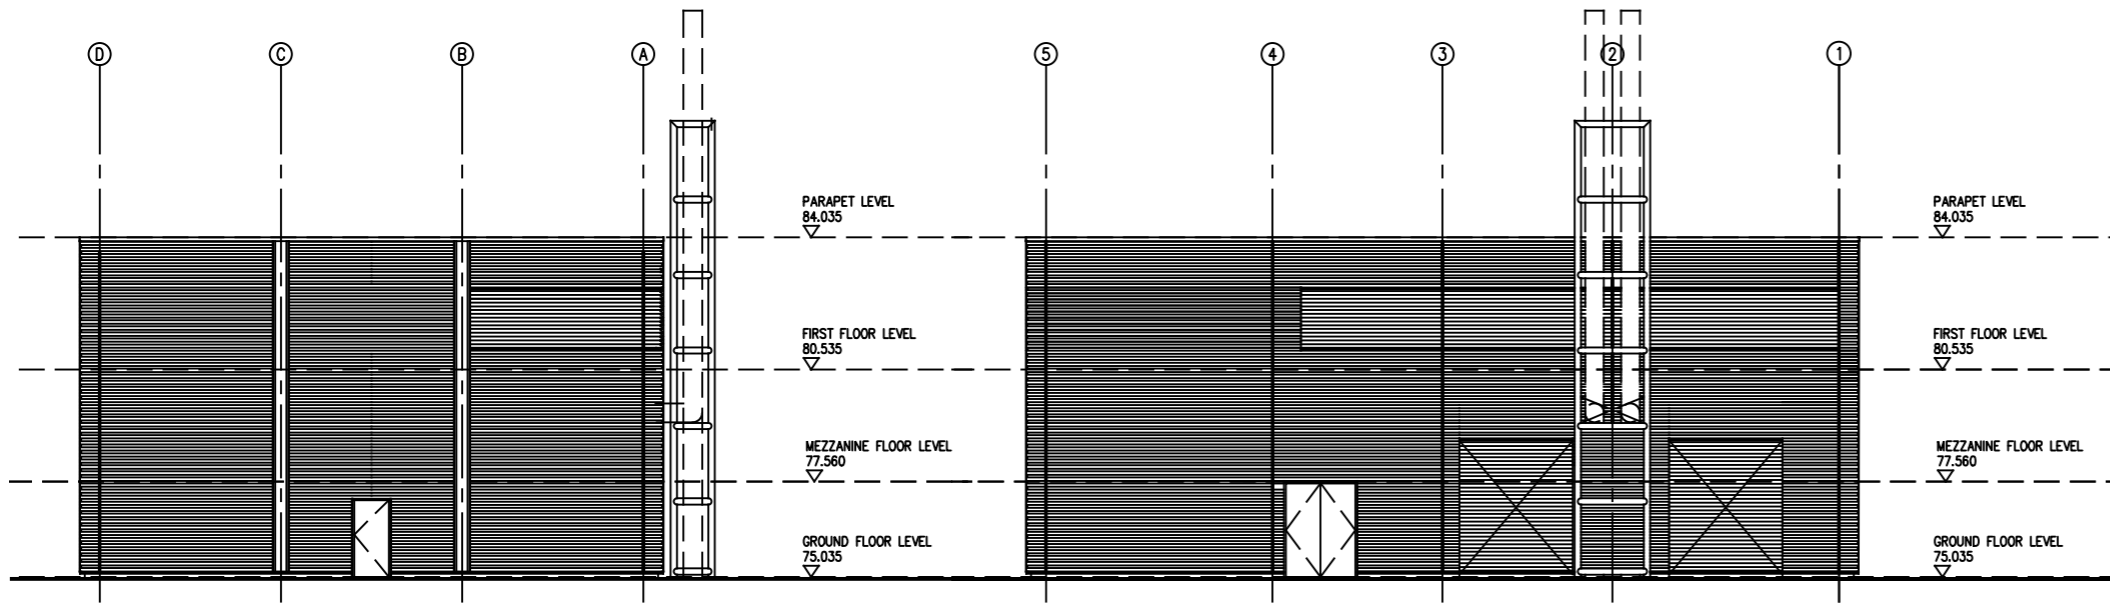 D C B A 5 4 3 2 1
PARAPET LEVEL
84.035
PARAPET LEVEL
84.035
FIRST FLOOR LEVEL
80.535
FIRST FLOOR LEVEL
80.535
MEZZANINE FLOOR LEVEL
77.560
MEZZANINE FLOOR LEVEL
77.560
GROUND FLOOR LEVEL
75.035
GROUND FLOOR LEVEL
75.035